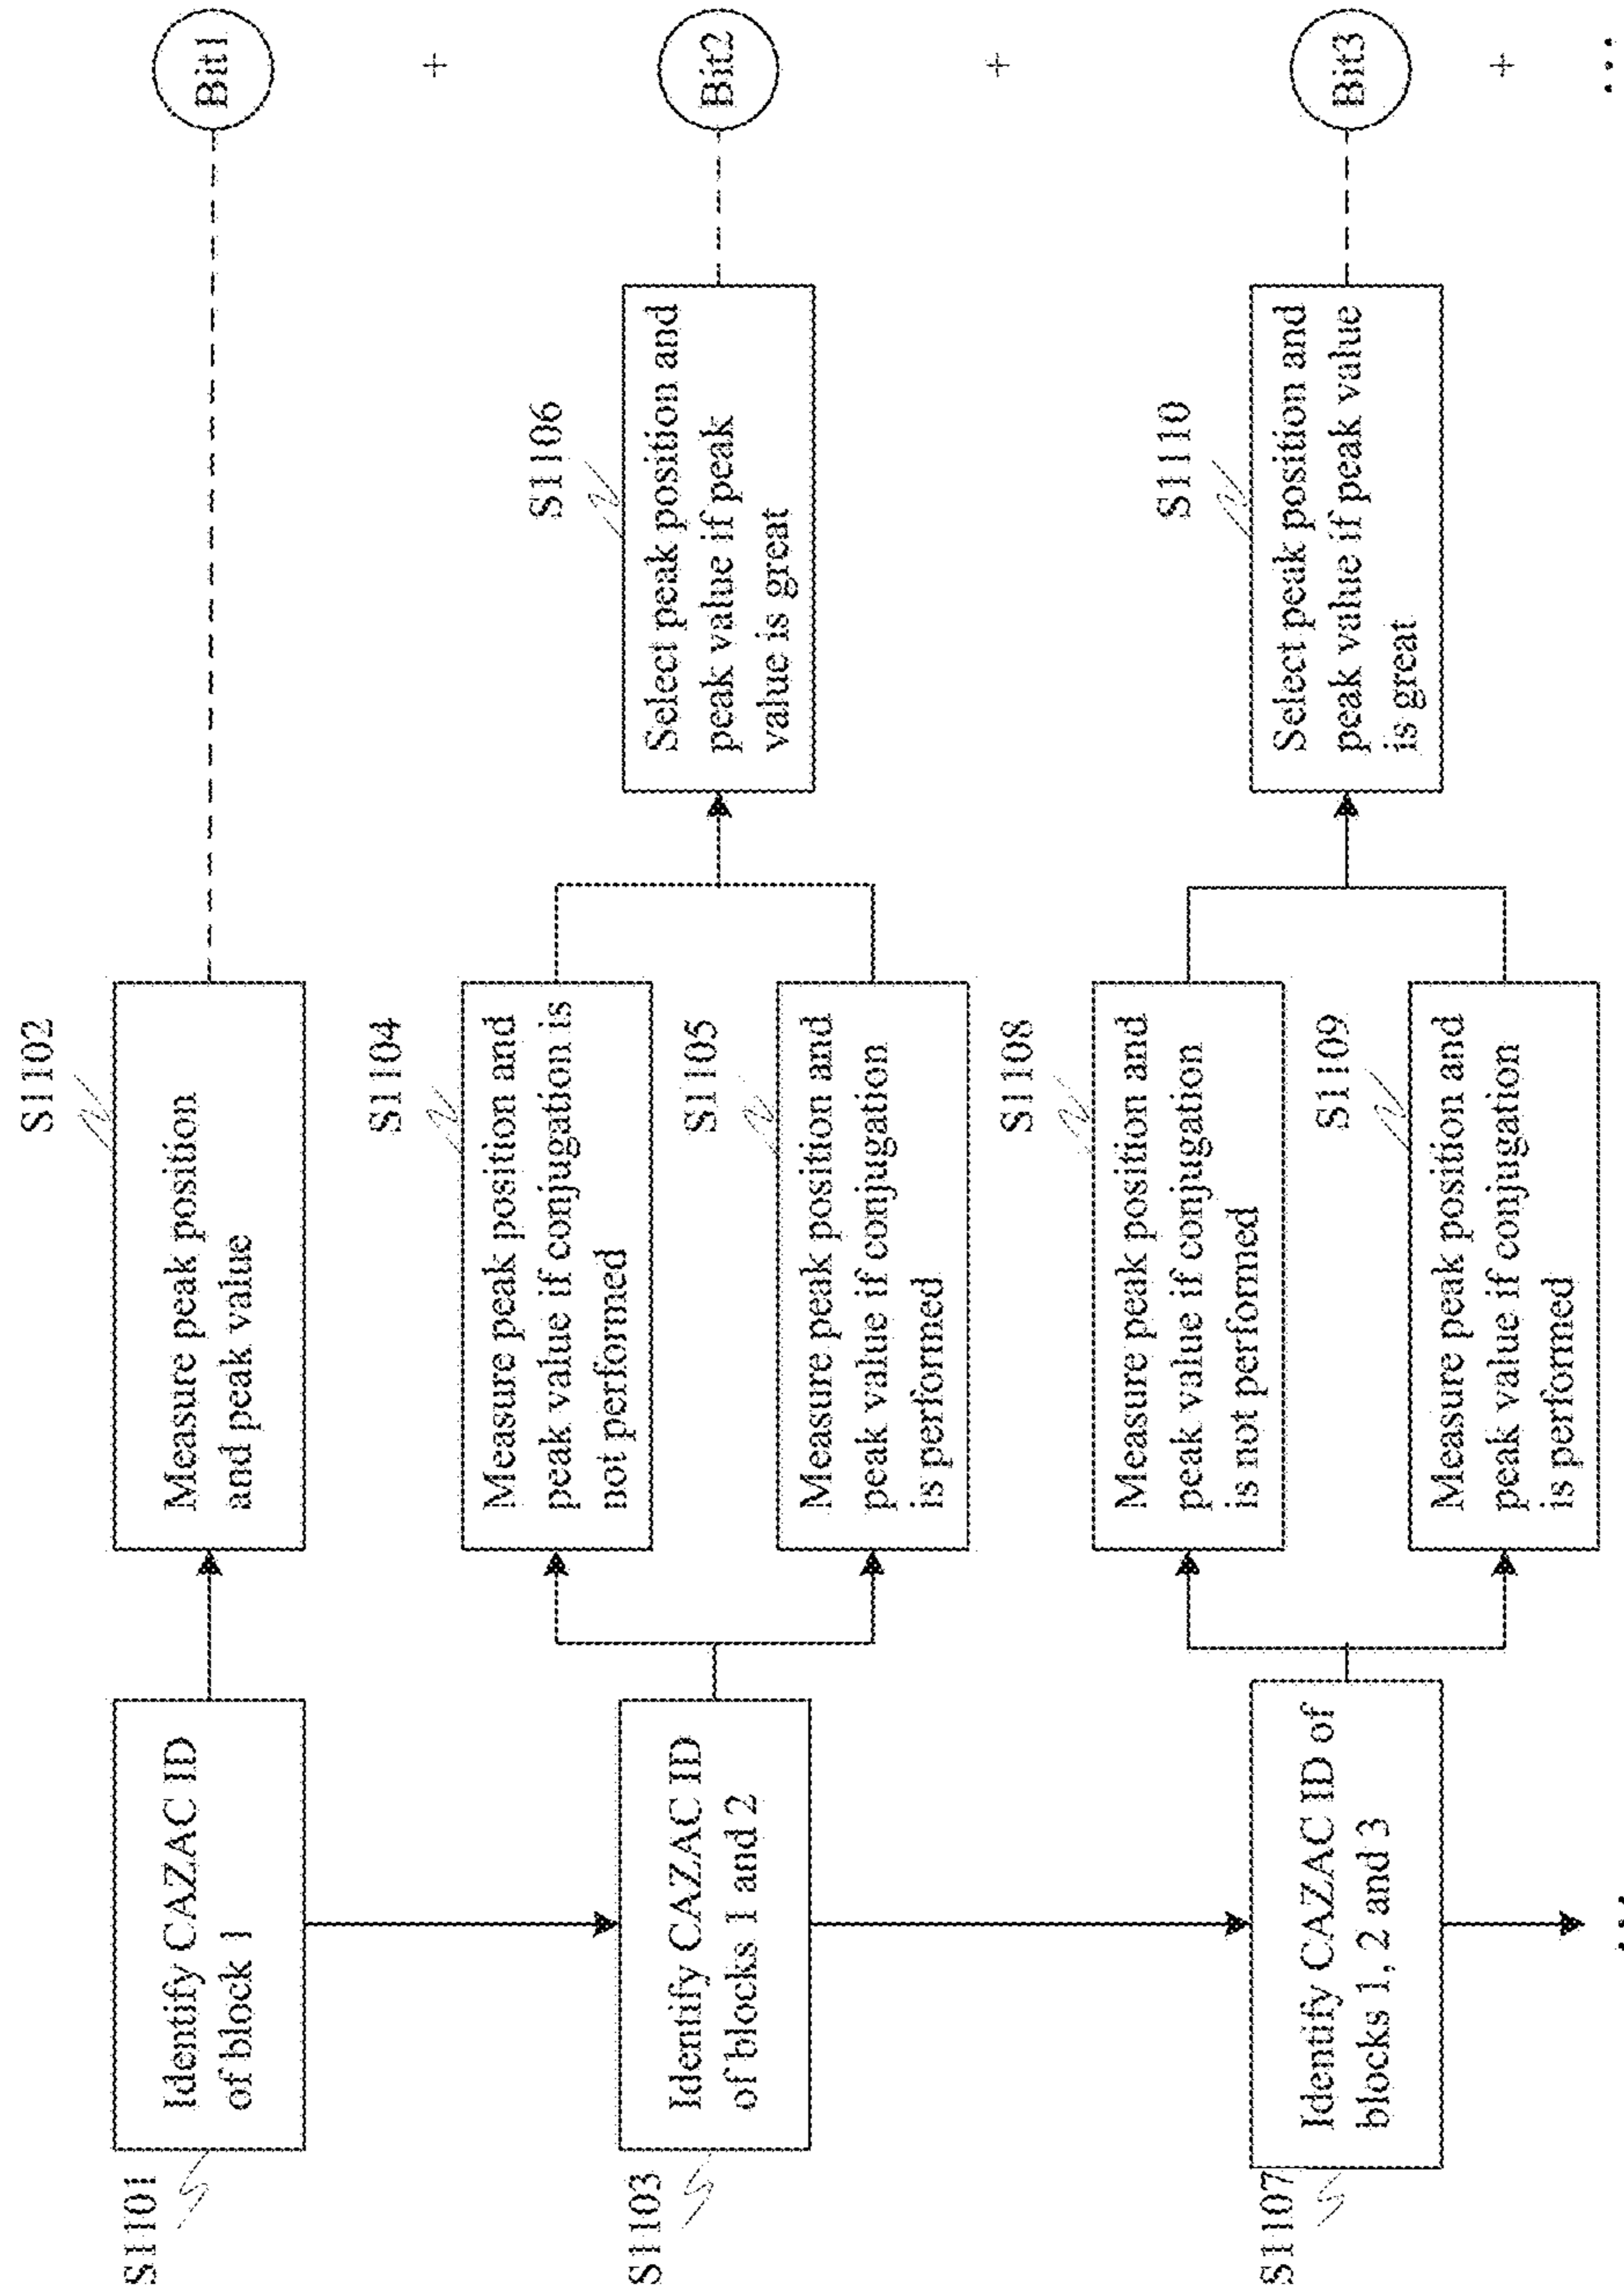 S1101
Identify CAZAC ID
of block 1
S1102
Measure peak position
and peak value
Bit1
+
S1103
Identify CAZAC ID
of blocks 1 and 2
S1104
Measure peak position and
peak value if conjugation is
not performed
S1105
Measure peak position and
peak value if conjugation
is performed
S1106
Select peak position and
peak value if peak
value is great
Bit2
+
S1107
Identify CAZAC ID of
blocks 1, 2 and 3
S1108
Measure peak position and
peak value if conjugation
is not performed
S1109
Measure peak position and
peak value if conjugation
is performed
S1110
Select peak position and
peak value if peak value
is great
Bit3
+
...
...